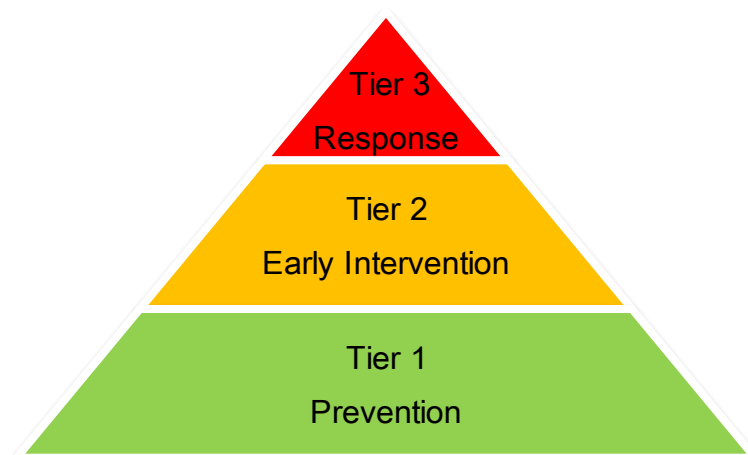 Tier 3
Response
Tier 2
Early Intervention
Tier 1
Prevention